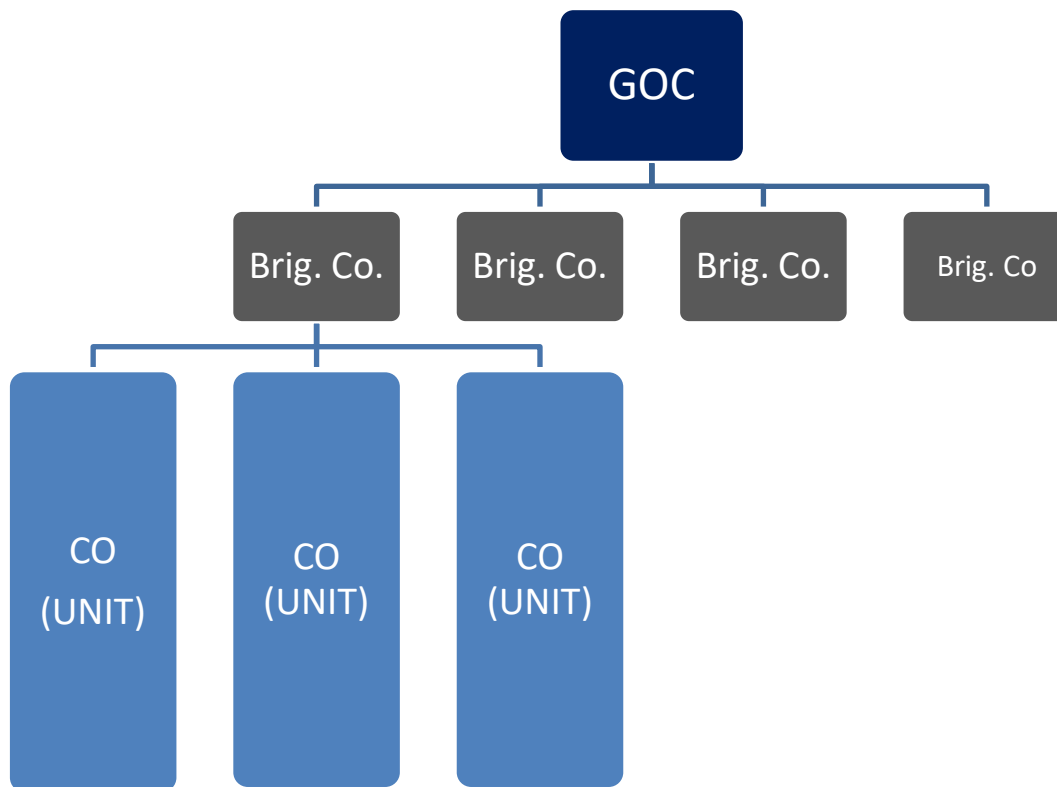 GOC
Brig. Co.
Brig. Co.
Brig. Co.
Brig. Co
CO
(UNIT)
CO
(UNIT)
CO
(UNIT)